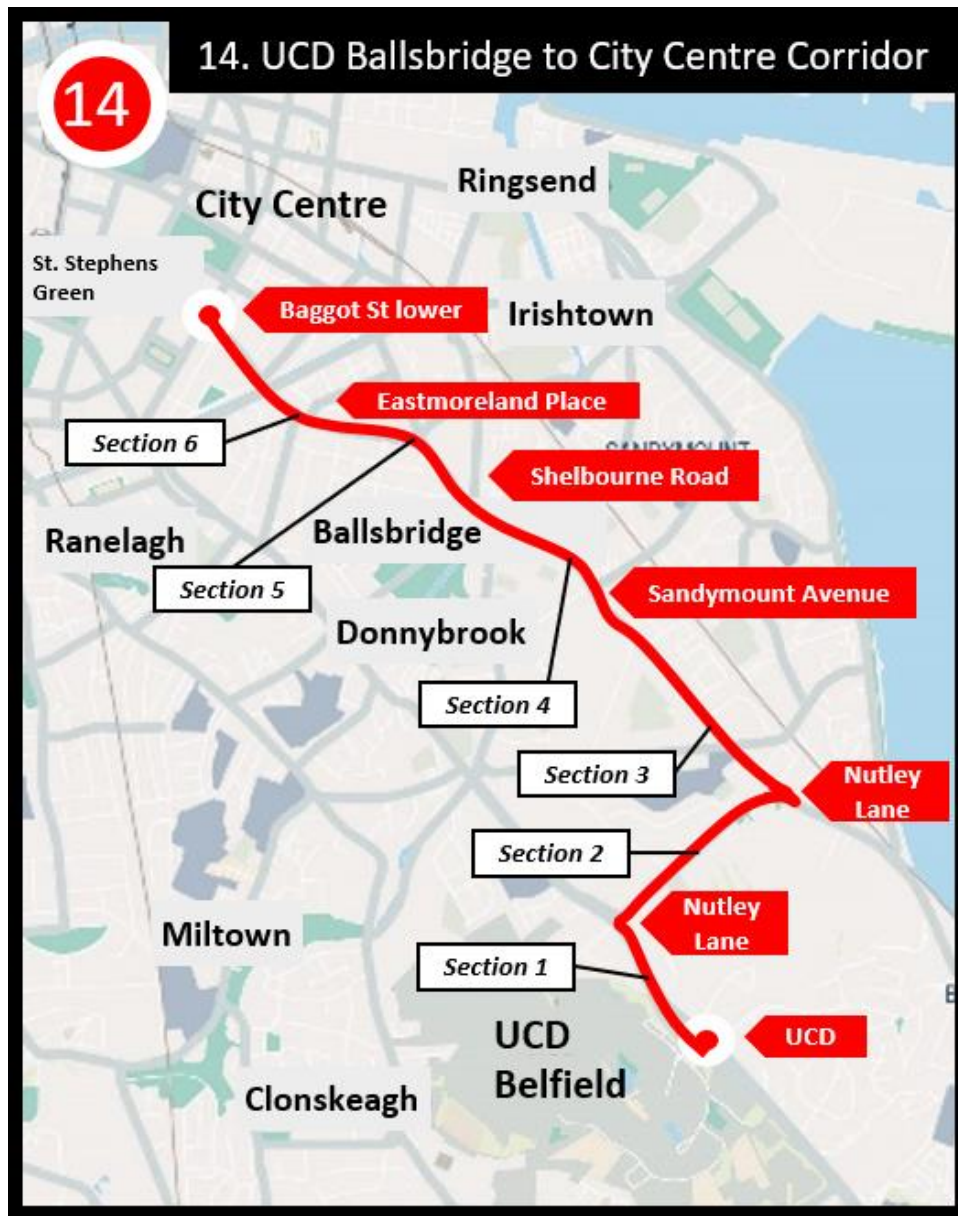 14
14. UCD Ballsbridge to City Centre Corridor
Ringsend
City Centre
St. Stephens
Green
Baggot St lower
Irishtown
Eastmoreland Place
Section 6
SANDYMOUNT
Shelbourne Road
Ranelagh
Ballsbridge
Section 5
Sandymount Avenue
Donnybrook
Section 4
Section 3
Nutley
Lane
Section 2
Nutley
Lane
Miltown
Section 1
UCD
Belfield
UCD
Clonskeagh